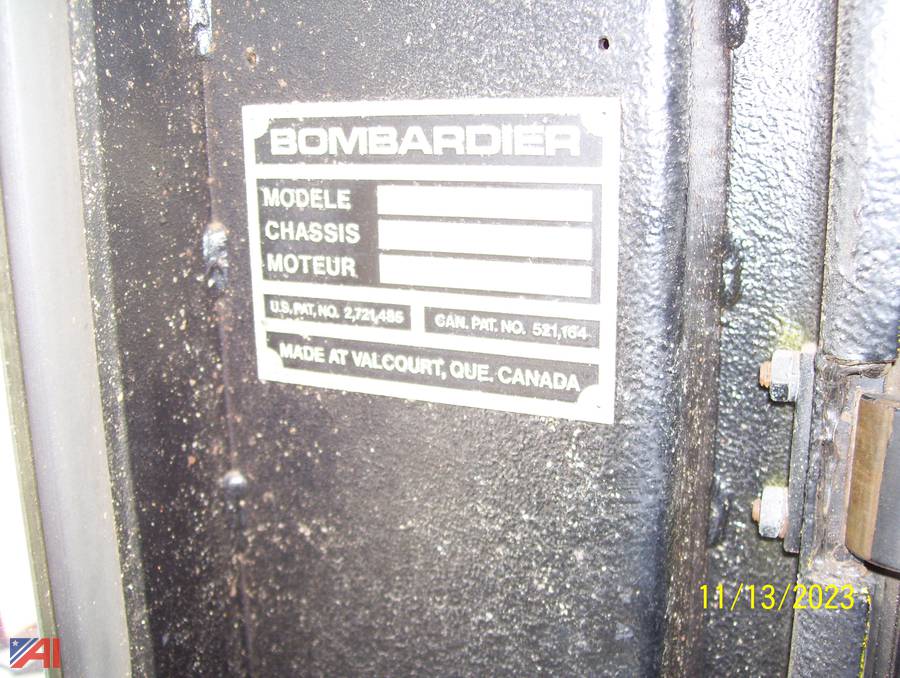 BOMBARDIER
MODELE
CHASSIS
MOTEUR
U.S. PAT. NO. 2,721,485 CAN. PAT. NO. 521,164
MADE AT VALCOURT, QUE. CANADA
11/13/2023
AI